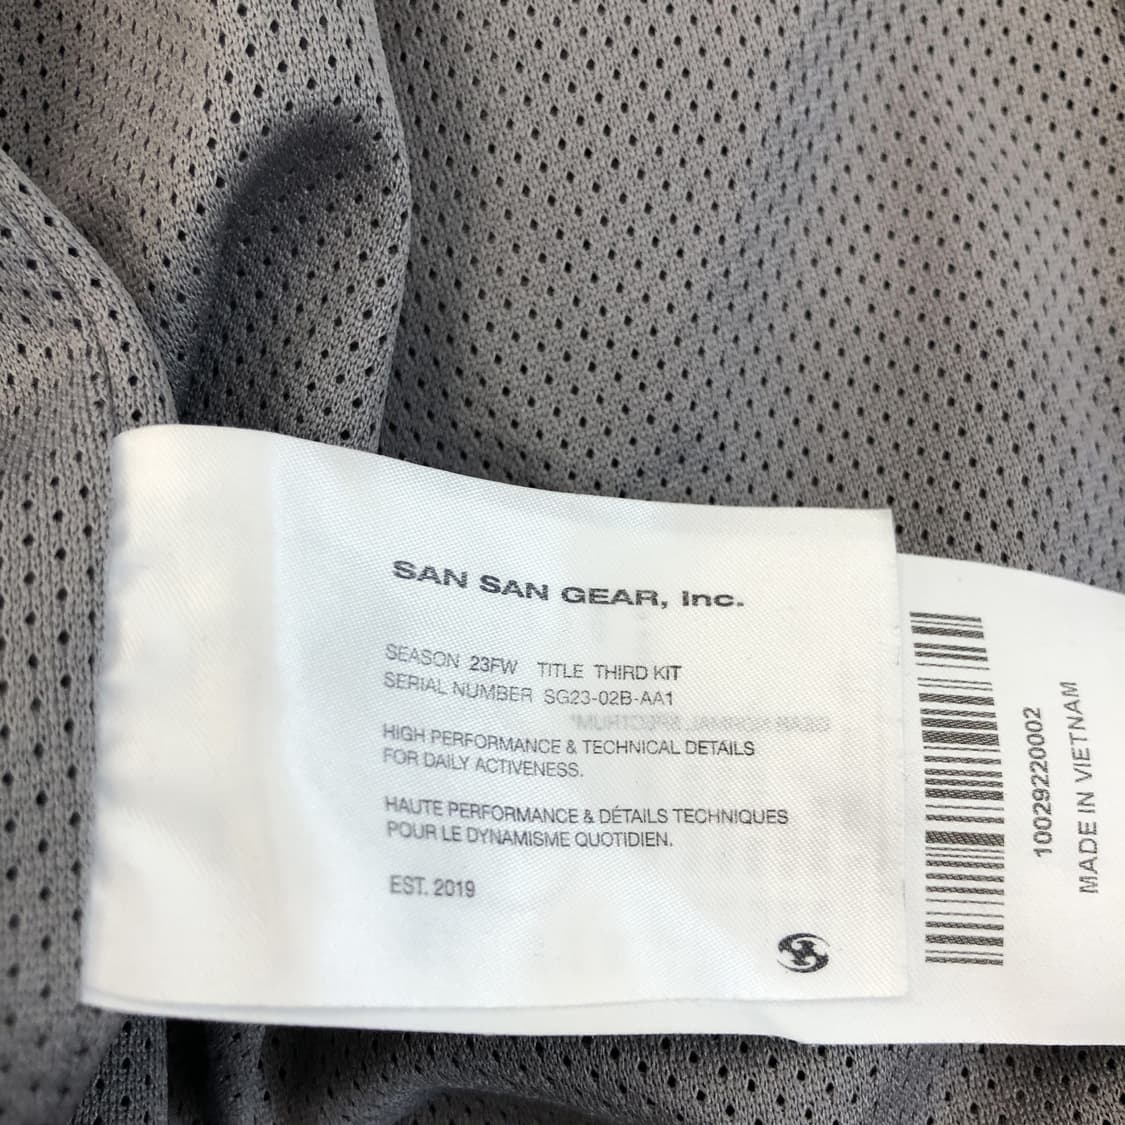 SAN SAN GEAR, Inc.
SEASON 23FW TITLE THIRD KIT
SERIAL NUMBER SG23-02B-AA1
HIGH PERFORMANCE & TECHNICAL DETAILS
FOR DAILY ACTIVENESS.
HAUTE PERFORMANCE & DÉTAILS TECHNIQUES
POUR LE DYNAMISME QUOTIDIEN.
EST. 2019
10029220002
MADE IN VIETNAM